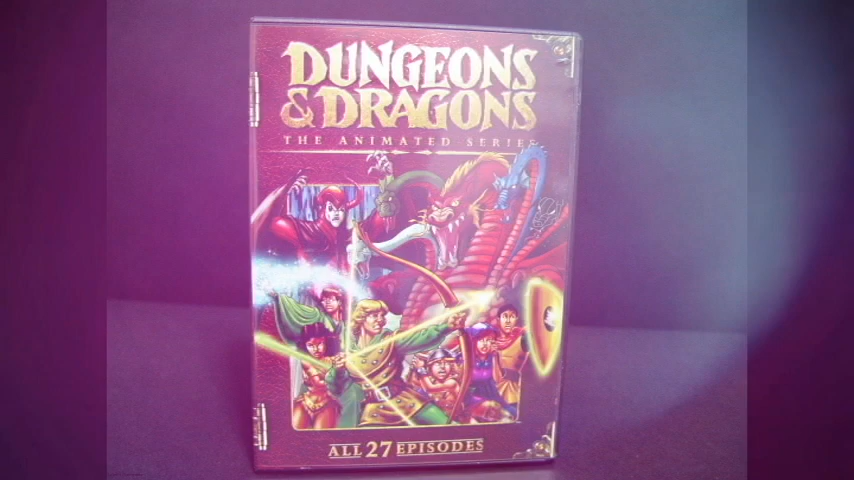 DUNGEONS
& DRAGONS
THE ANIMATED SERIES
ALL 27 EPISODES